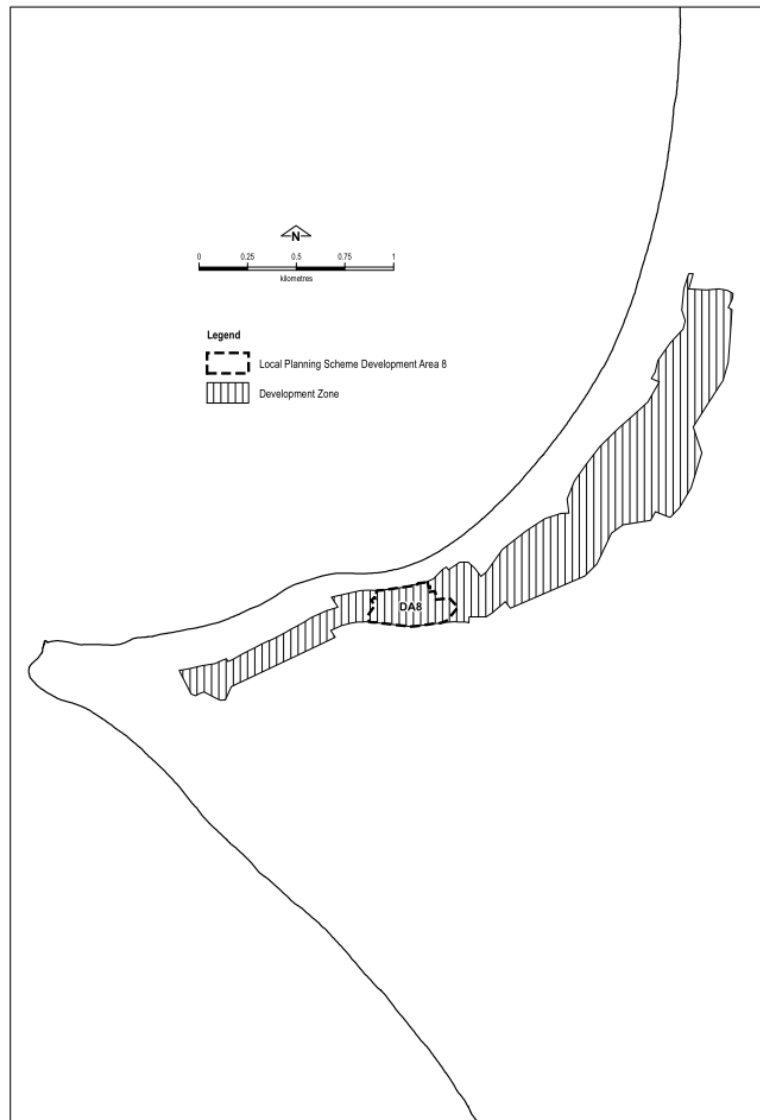 N
0 0.25 0.5 0.75 1
kilometres
Legend
Local Planning Scheme Development Area 8
Development Zone
DA8